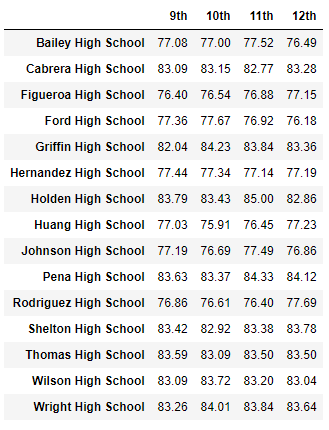 9th 10th 11th 12th
Bailey High School 77.08 77.00 77.52 76.49
Cabrera High School 83.09 83.15 82.77 83.28
Figueroa High School 76.40 76.54 76.88 77.15
Ford High School 77.36 77.67 76.92 76.18
Griffin High School 82.04 84.23 83.84 83.36
Hernandez High School 77.44 77.34 77.14 77.19
Holden High School 83.79 83.43 85.00 82.86
Huang High School 77.03 75.91 76.45 77.23
Johnson High School 77.19 76.69 77.49 76.86
Pena High School 83.63 83.37 84.33 84.12
Rodriguez High School 76.86 76.61 76.40 77.69
Shelton High School 83.42 82.92 83.38 83.78
Thomas High School 83.59 83.09 83.50 83.50
Wilson High School 83.09 83.72 83.20 83.04
Wright High School 83.26 84.01 83.84 83.64